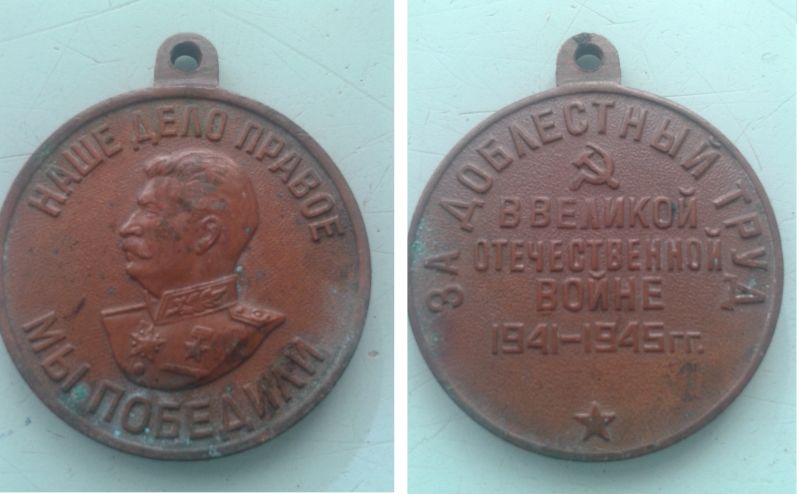 НАШЕ ДЕЛО ПРАВОЕ
МЫ ПОБЕДИЛИ
ЗА ДОБЛЕСТНЫЙ ТРУД
В ВЕЛИКОЙ
ОТЕЧЕСТВЕННОЙ
ВОЙНЕ
1941-1945 ГГ.